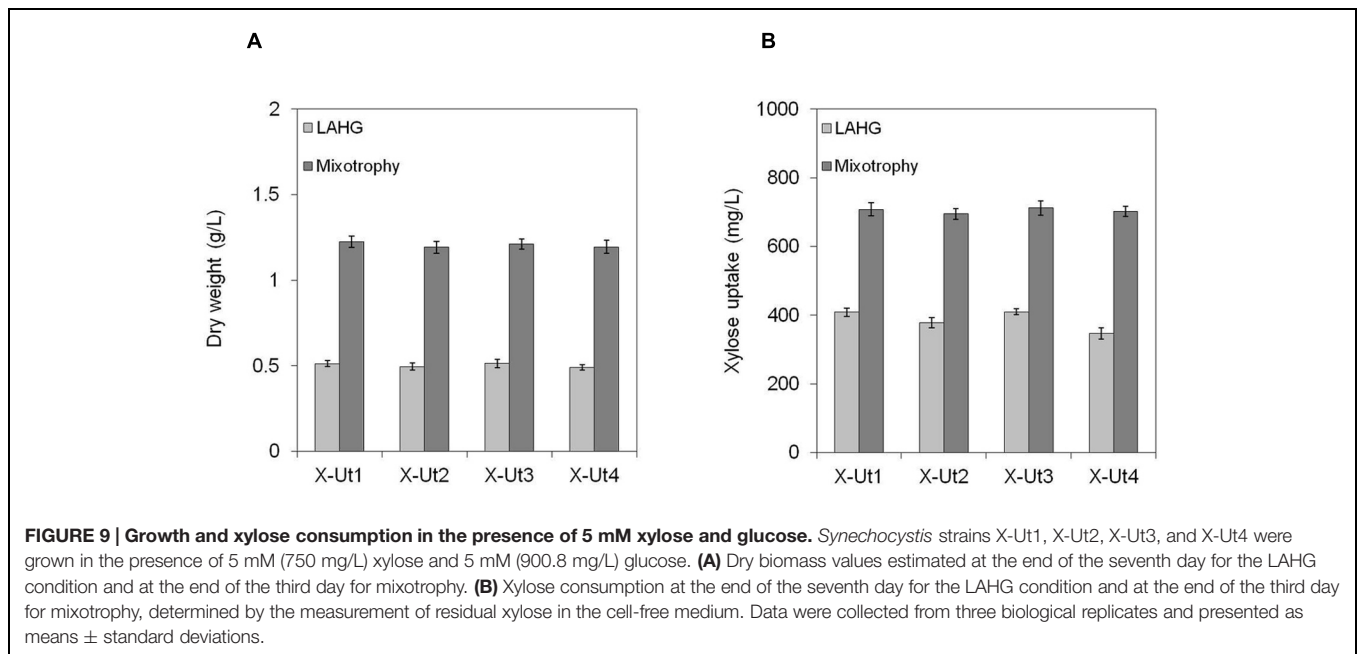 A
B
2
1.5
1
0.5
0
Dry weight (g/L)
LAHG
Mixotrophy
X-Ut1 X-Ut2 X-Ut3 X-Ut4
1000
800
600
400
200
0
Xylose uptake (mg/L)
LAHG
Mixotrophy
X-Ut1 X-Ut2 X-Ut3 X-Ut4
FIGURE 9 | Growth and xylose consumption in the presence of 5 mM xylose and glucose. Synechocystis strains X-Ut1, X-Ut2, X-Ut3, and X-Ut4 were
grown in the presence of 5 mM (750 mg/L) xylose and 5 mM (900.8 mg/L) glucose. (A) Dry biomass values estimated at the end of the seventh day for the LAHG
condition and at the end of the third day for mixotrophy. (B) Xylose consumption at the end of the seventh day for the LAHG condition and at the end of the third day
for mixotrophy, determined by the measurement of residual xylose in the cell-free medium. Data were collected from three biological replicates and presented as
means ± standard deviations.